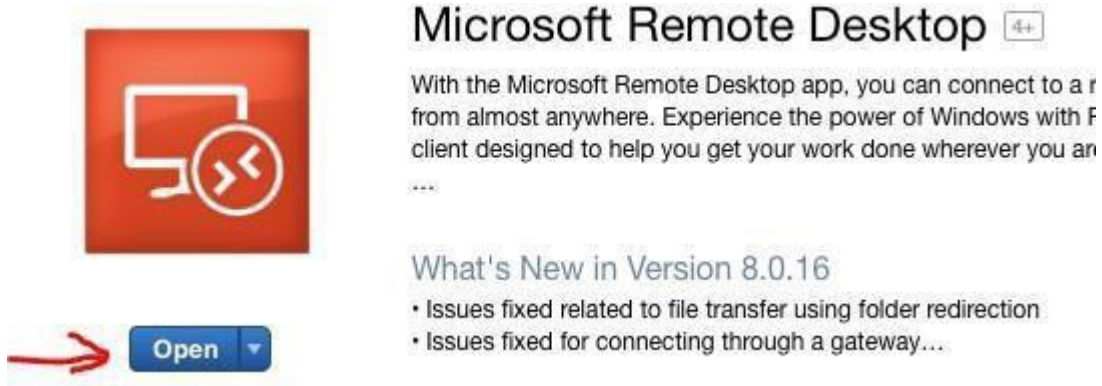 Microsoft Remote Desktop 4+
With the Microsoft Remote Desktop app, you can connect to a
from almost anywhere. Experience the power of Windows with
client designed to help you get your work done wherever you are
...
What's New in Version 8.0.16
• Issues fixed related to file transfer using folder redirection
• Issues fixed for connecting through a gateway...
Open